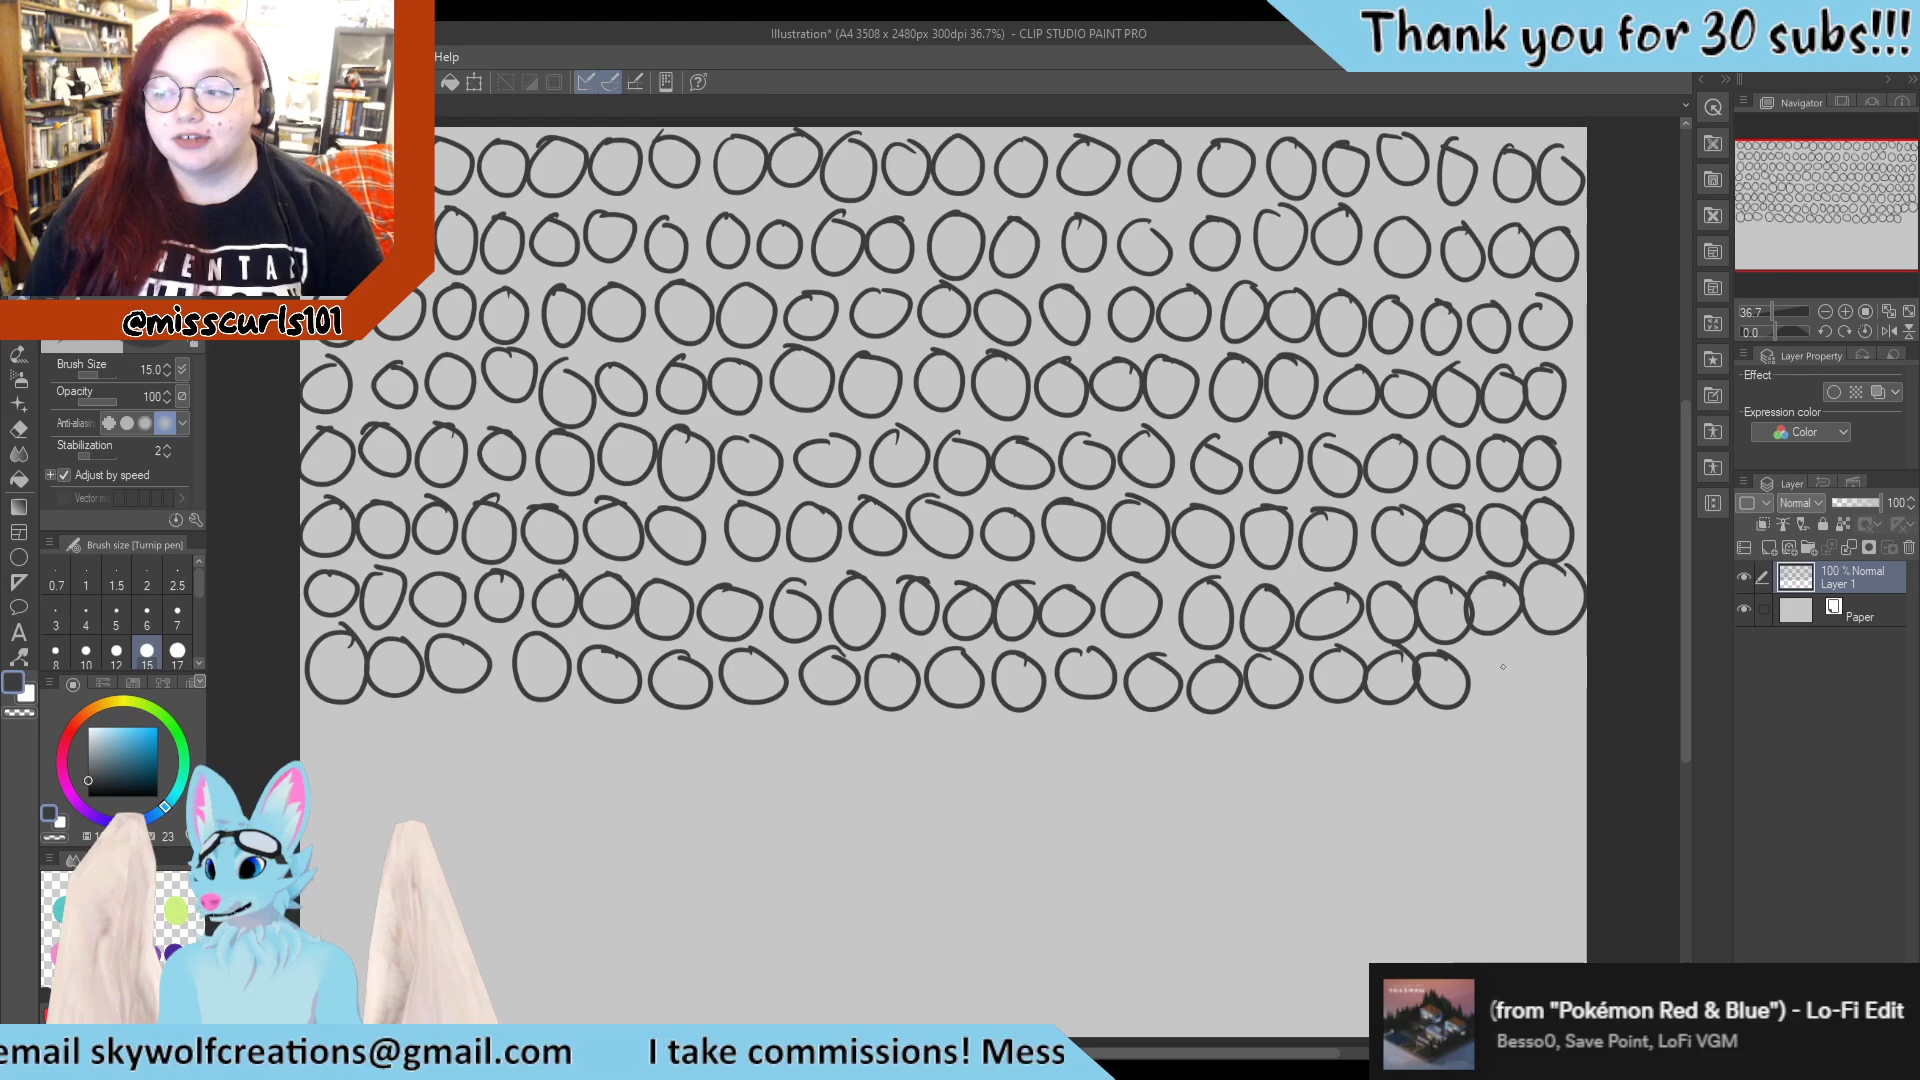 Illustration* (A4 3508 x 2480px 300dpi 36.7%) - CLIP STUDIO PAINT PRO
Thank you for 30 subs!!!
Help
Navigator
@misscurls101
36.7
0.0
Brush Size 15.0
Opacity 100
Stabilization 2
Adjust by speed
Brush size [Turnip pen]
0.7 1 1.5 2 2.5
3 4 5 6 7
8 10 12 15 17
23
Layer Property
Effect
Expression color
Color
Layer
Normal 100
100 % Normal
Layer 1
Paper
(from "Pokémon Red & Blue") - Lo-Fi Edit
Besso0, Save Point, LoFi VGM
email skywolfcreations@gmail.com I take commissions! Mess